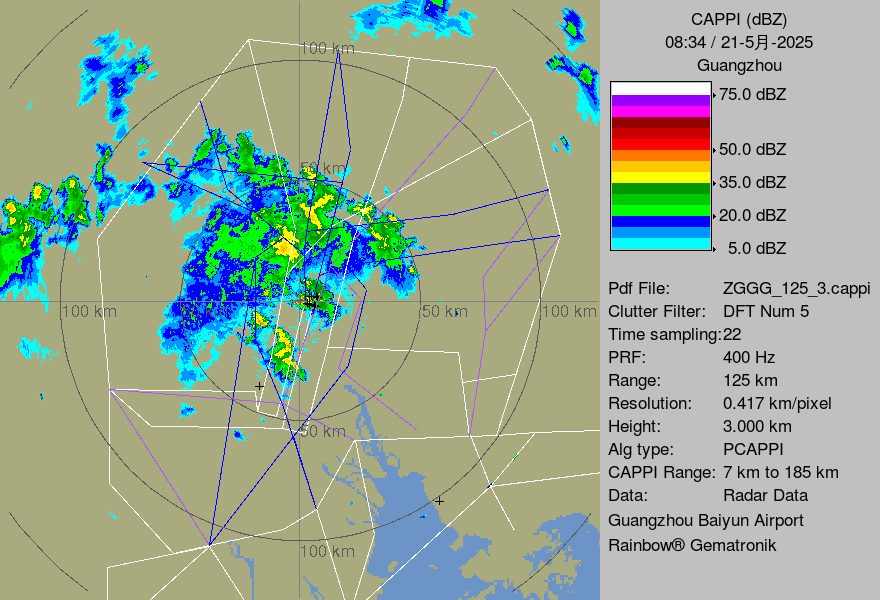 CAPPI (dBZ)
08:34 / 21-5月-2025
Guangzhou
75.0 dBZ
50.0 dBZ
35.0 dBZ
20.0 dBZ
5.0 dBZ
Pdf File: ZGGG_125_3.cappi
Clutter Filter: DFT Num 5
Time sampling:22
PRF: 400 Hz
Range: 125 km
Resolution: 0.417 km/pixel
Height: 3.000 km
Alg type: PCAPPI
CAPPI Range: 7 km to 185 km
Data: Radar Data
Guangzhou Baiyun Airport
Rainbow® Gematronik
100 km
50 km
ZGGG
100 km
50 km
100 km
50 km
100 km